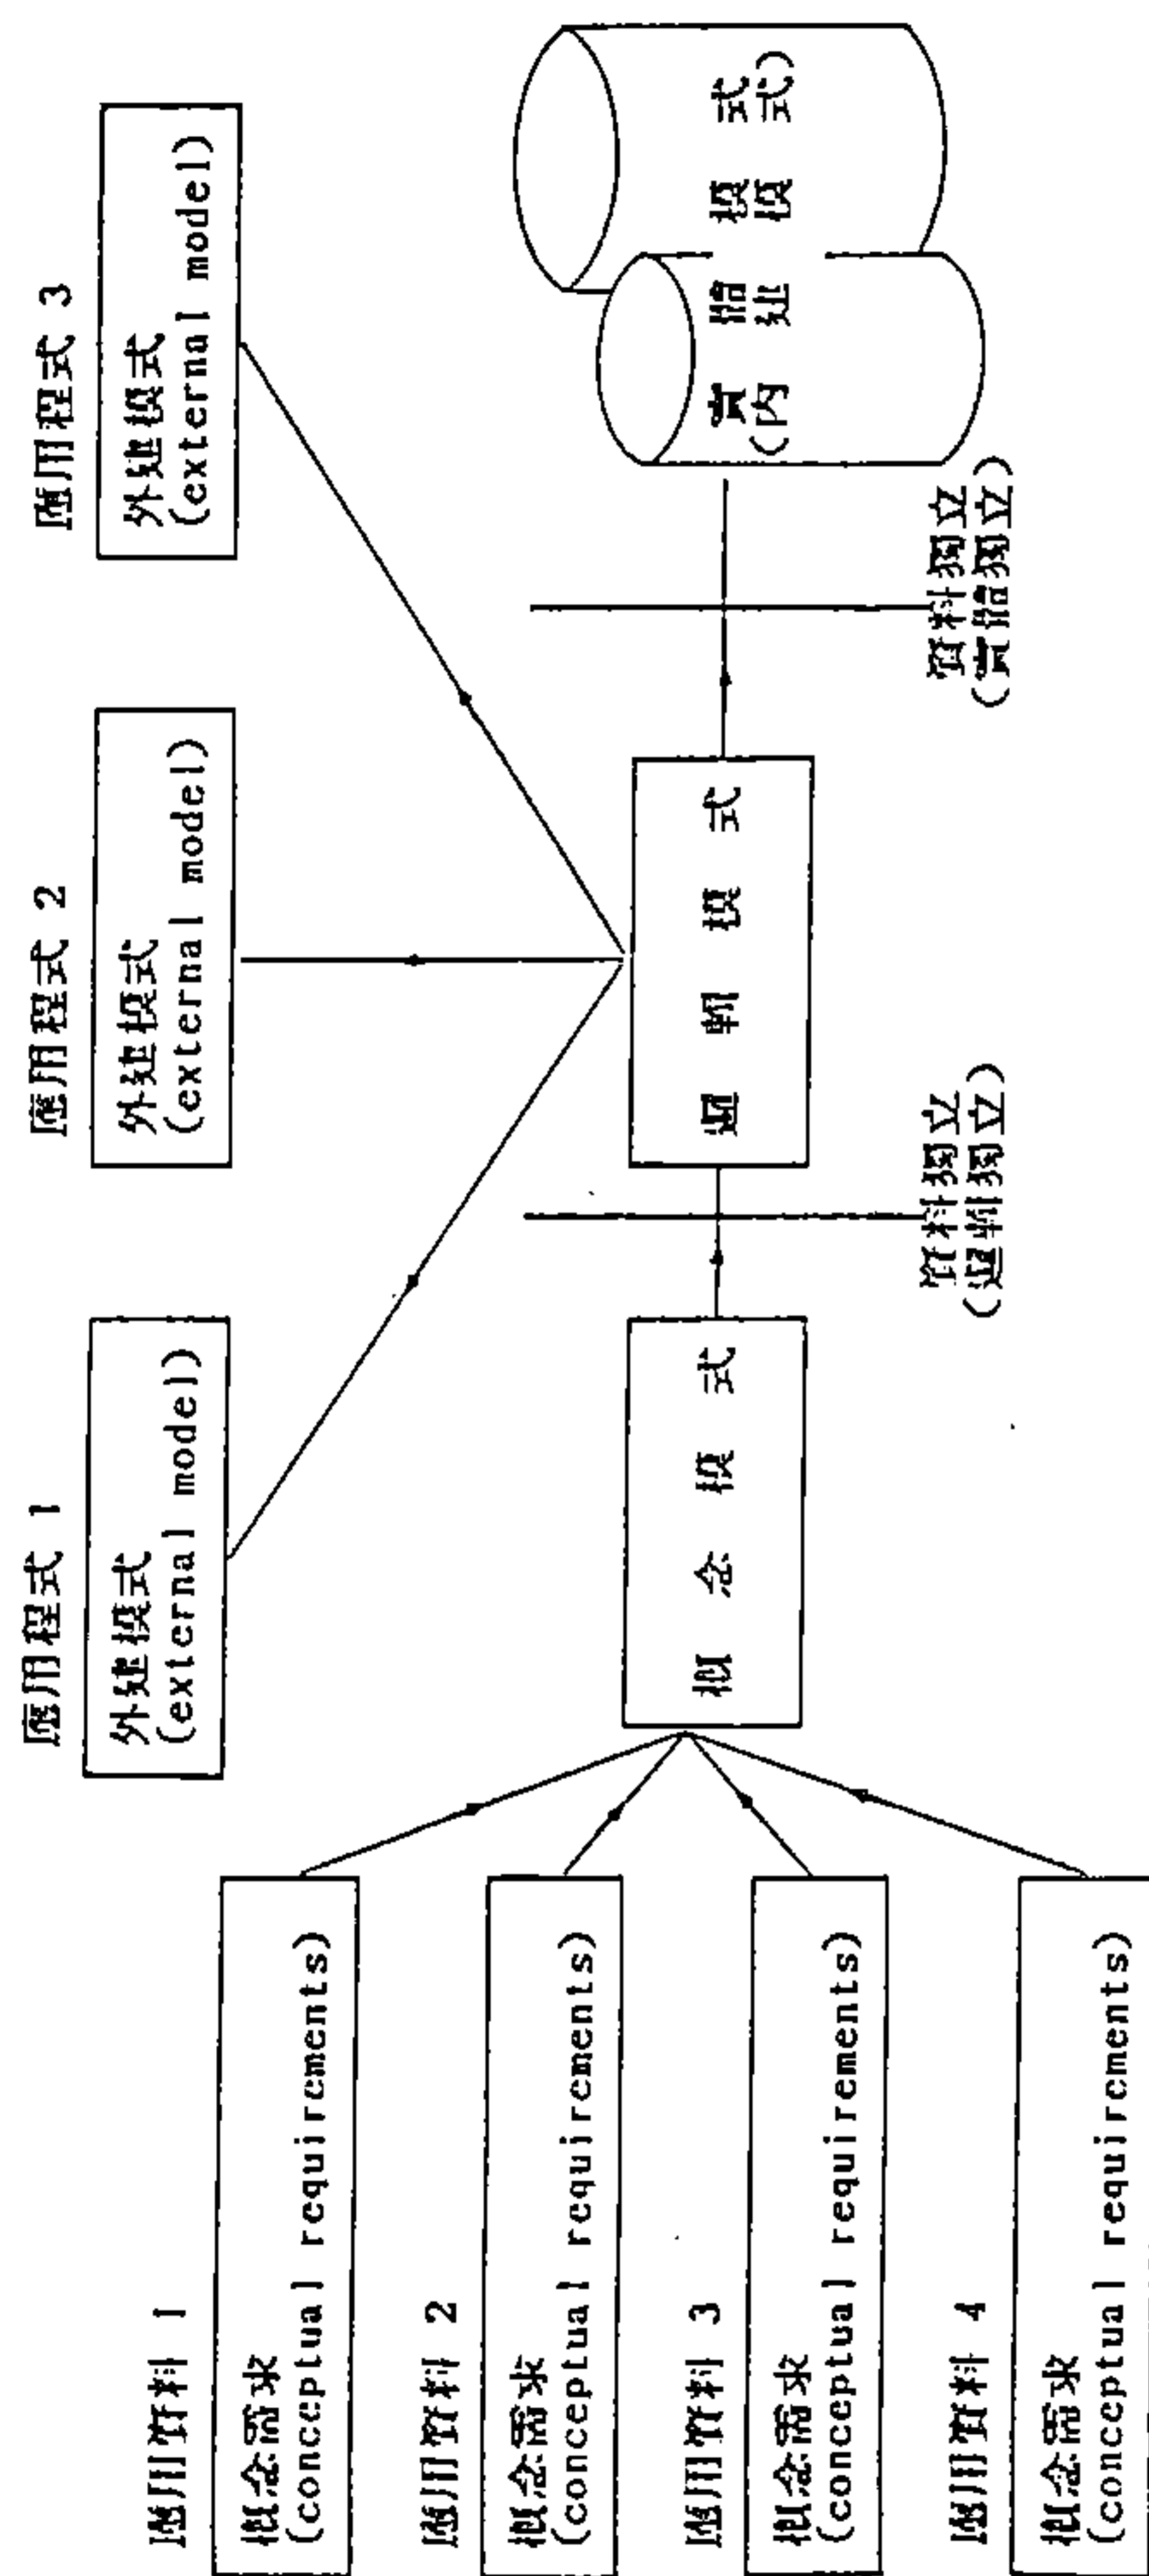 應用程式 1
外建模式
(external model)
應用程式 2
外建模式
(external model)
應用程式 3
外建模式
(external model)
應用資料 1
概念需求
(conceptual requirements)
應用資料 2
概念需求
(conceptual requirements)
應用資料 3
概念需求
(conceptual requirements)
應用資料 4
概念需求
(conceptual requirements)
概念模式
邏輯模式
實體模式
(內建模式)
資料獨立
(邏輯獨立)
資料獨立
(實體獨立)